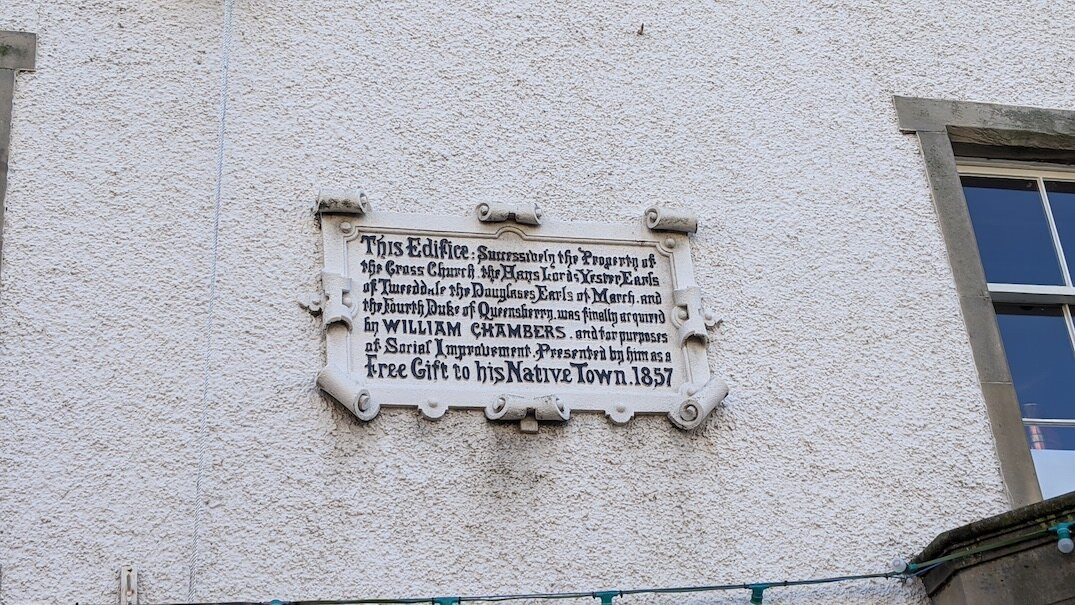 This Edifice: Successively the Property of
the Cross Church, the Hays Lords Yester Earls
of Tweeddale the Douglases Earls of March, and
the Fourth Duke of Queensberry, was finally acquired
by WILLIAM CHAMBERS. and for purposes
of Social Improvement. Presented by him as a
Free Gift to his Native Town. 1857